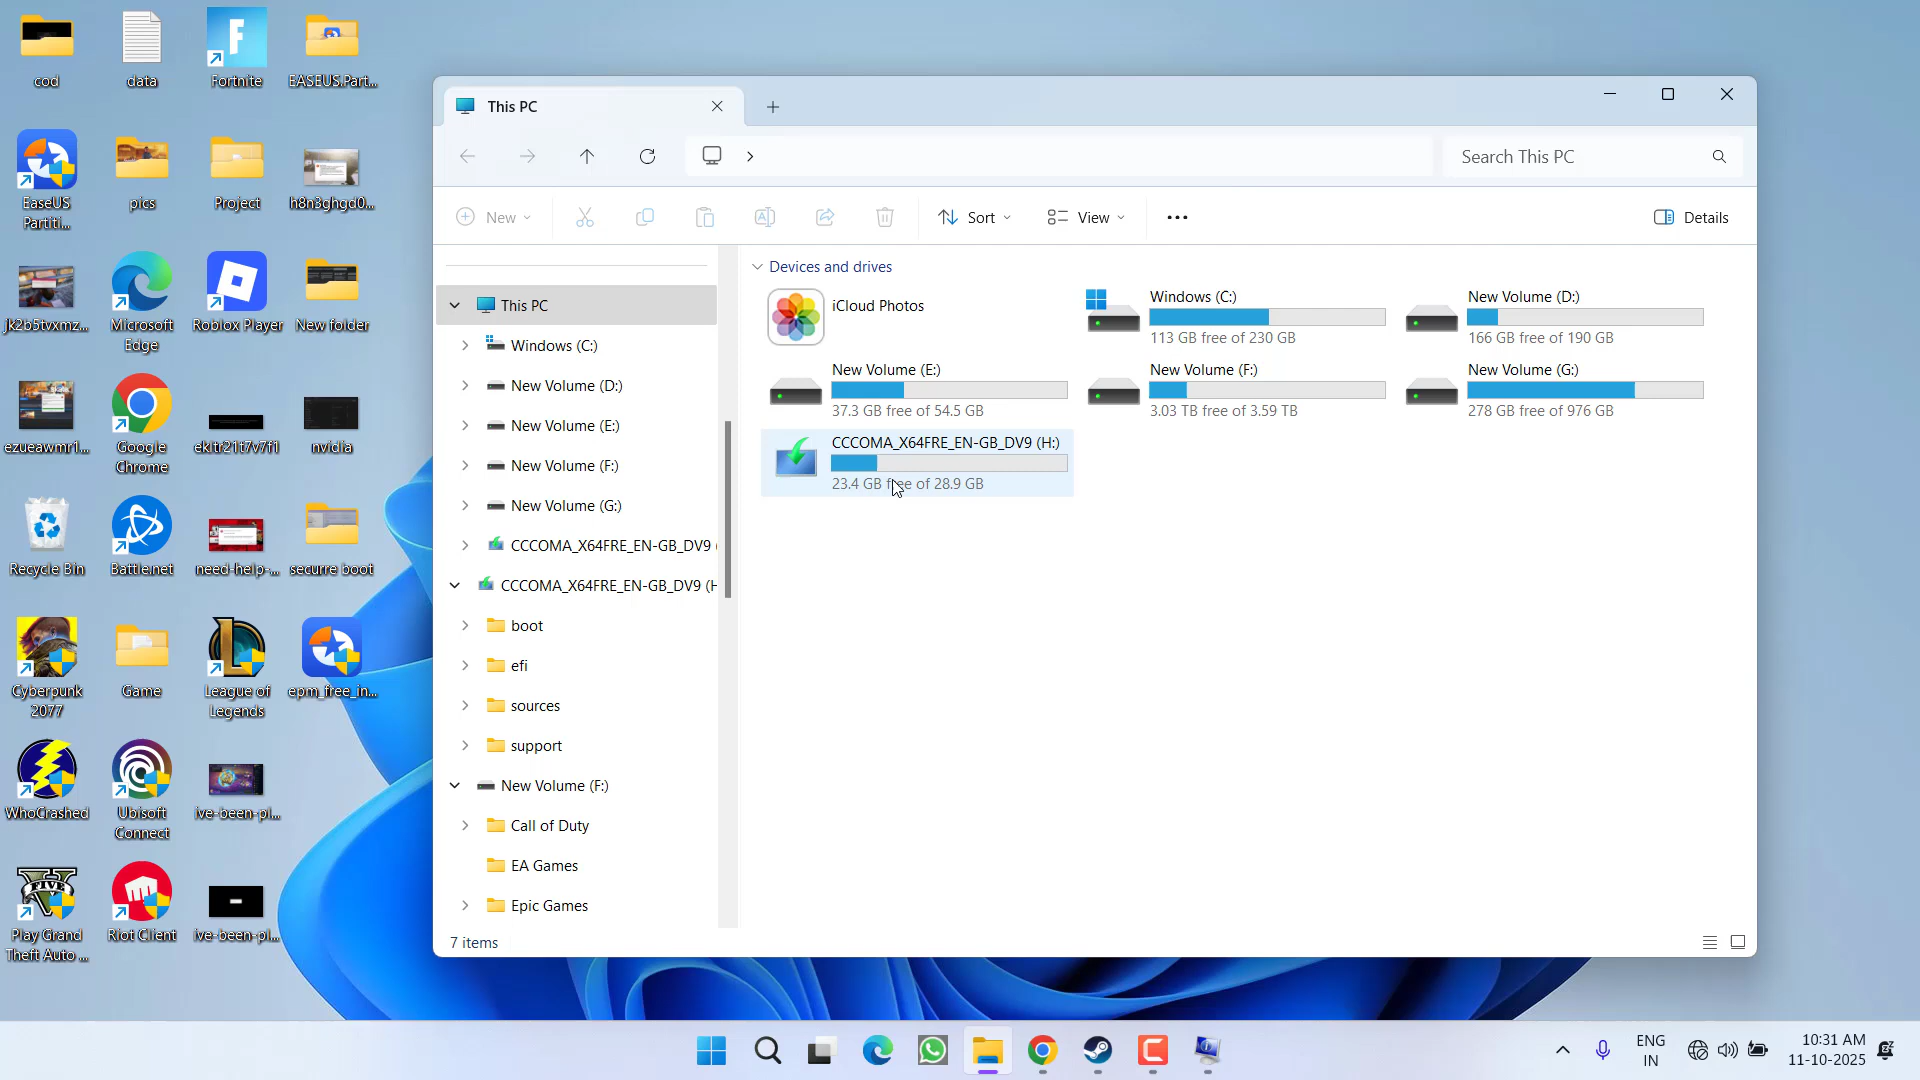 cod
data
Fortnite
EASEUS.Part...
EaseUS
Partiti...
pics
Project
h8n3ghgd0...
jk2b5tvxmz...
Microsoft
Edge
Roblox Player
New folder
ezueawmr1...
Google
Chrome
ekltr21t7v7f1
nvidia
Recycle Bin
Battle.net
need-help-...
securre boot
Cyberpunk
2077
Game
League of
Legends
epm_free_in...
WhoCrashed
Ubisoft
Connect
ive-been-pl...
Play Grand
Theft Auto ...
Riot Client
ive-been-pl...
This PC
Search This PC
New
Sort
View
Details
This PC
Windows (C:)
New Volume (D:)
New Volume (E:)
New Volume (F:)
New Volume (G:)
CCCOMA_X64FRE_EN-GB_DV9 (
CCCOMA_X64FRE_EN-GB_DV9 (H
boot
efi
sources
support
New Volume (F:)
Call of Duty
EA Games
Epic Games
Devices and drives
iCloud Photos
Windows (C:)
113 GB free of 230 GB
New Volume (D:)
166 GB free of 190 GB
New Volume (E:)
37.3 GB free of 54.5 GB
New Volume (F:)
3.03 TB free of 3.59 TB
New Volume (G:)
278 GB free of 976 GB
CCCOMA_X64FRE_EN-GB_DV9 (H:)
23.4 GB free of 28.9 GB
7 items
ENG
IN
10:31 AM
11-10-2025